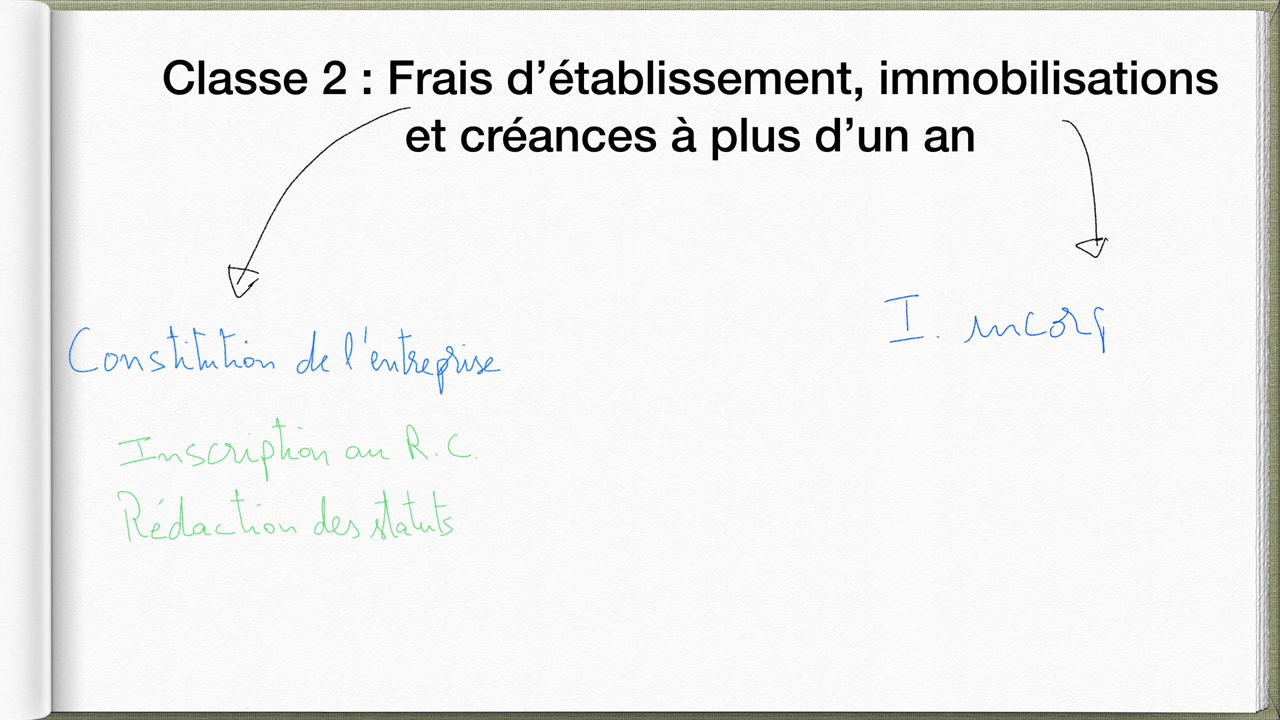 Classe 2 : Frais d’établissement, immobilisations
et créances à plus d’un an
Constitution de l'entreprise
I. incorp
Inscription au R.C.
Rédaction des statuts